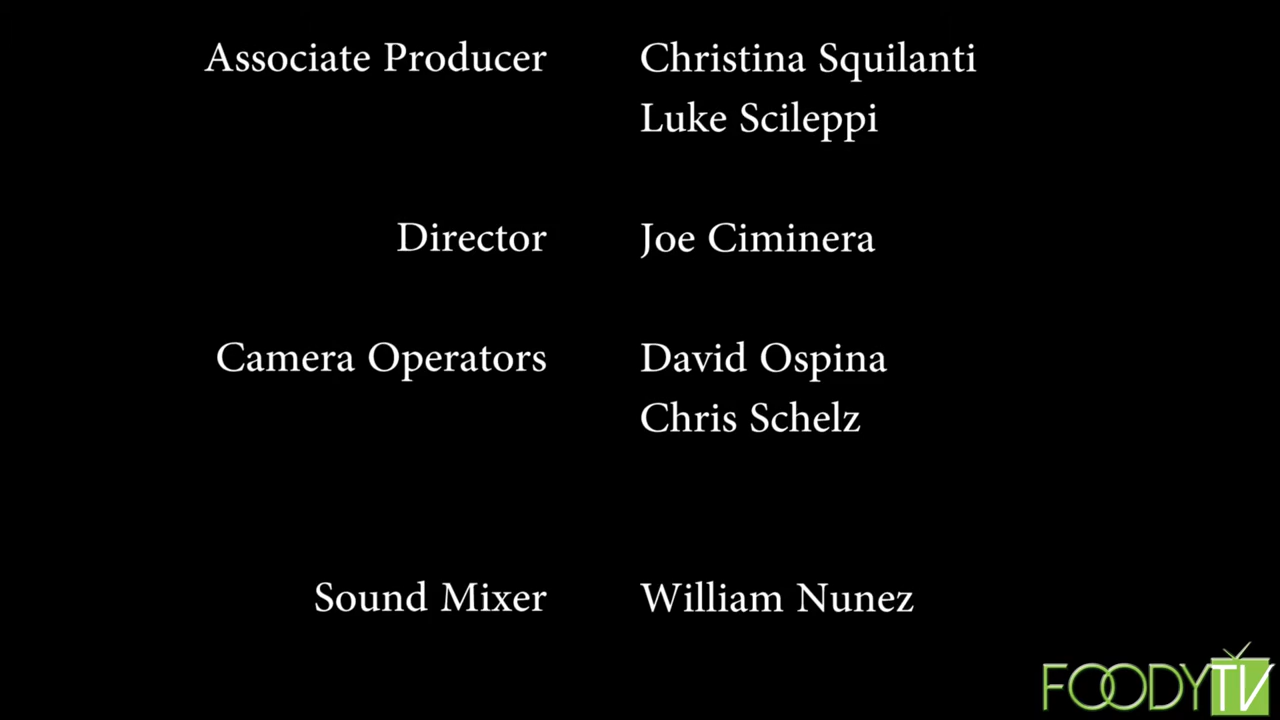 Associate Producer Christina Squilanti
Luke Scileppi
Director Joe Ciminera
Camera Operators David Ospina
Chris Schelz
Sound Mixer William Nunez
FOODYTV